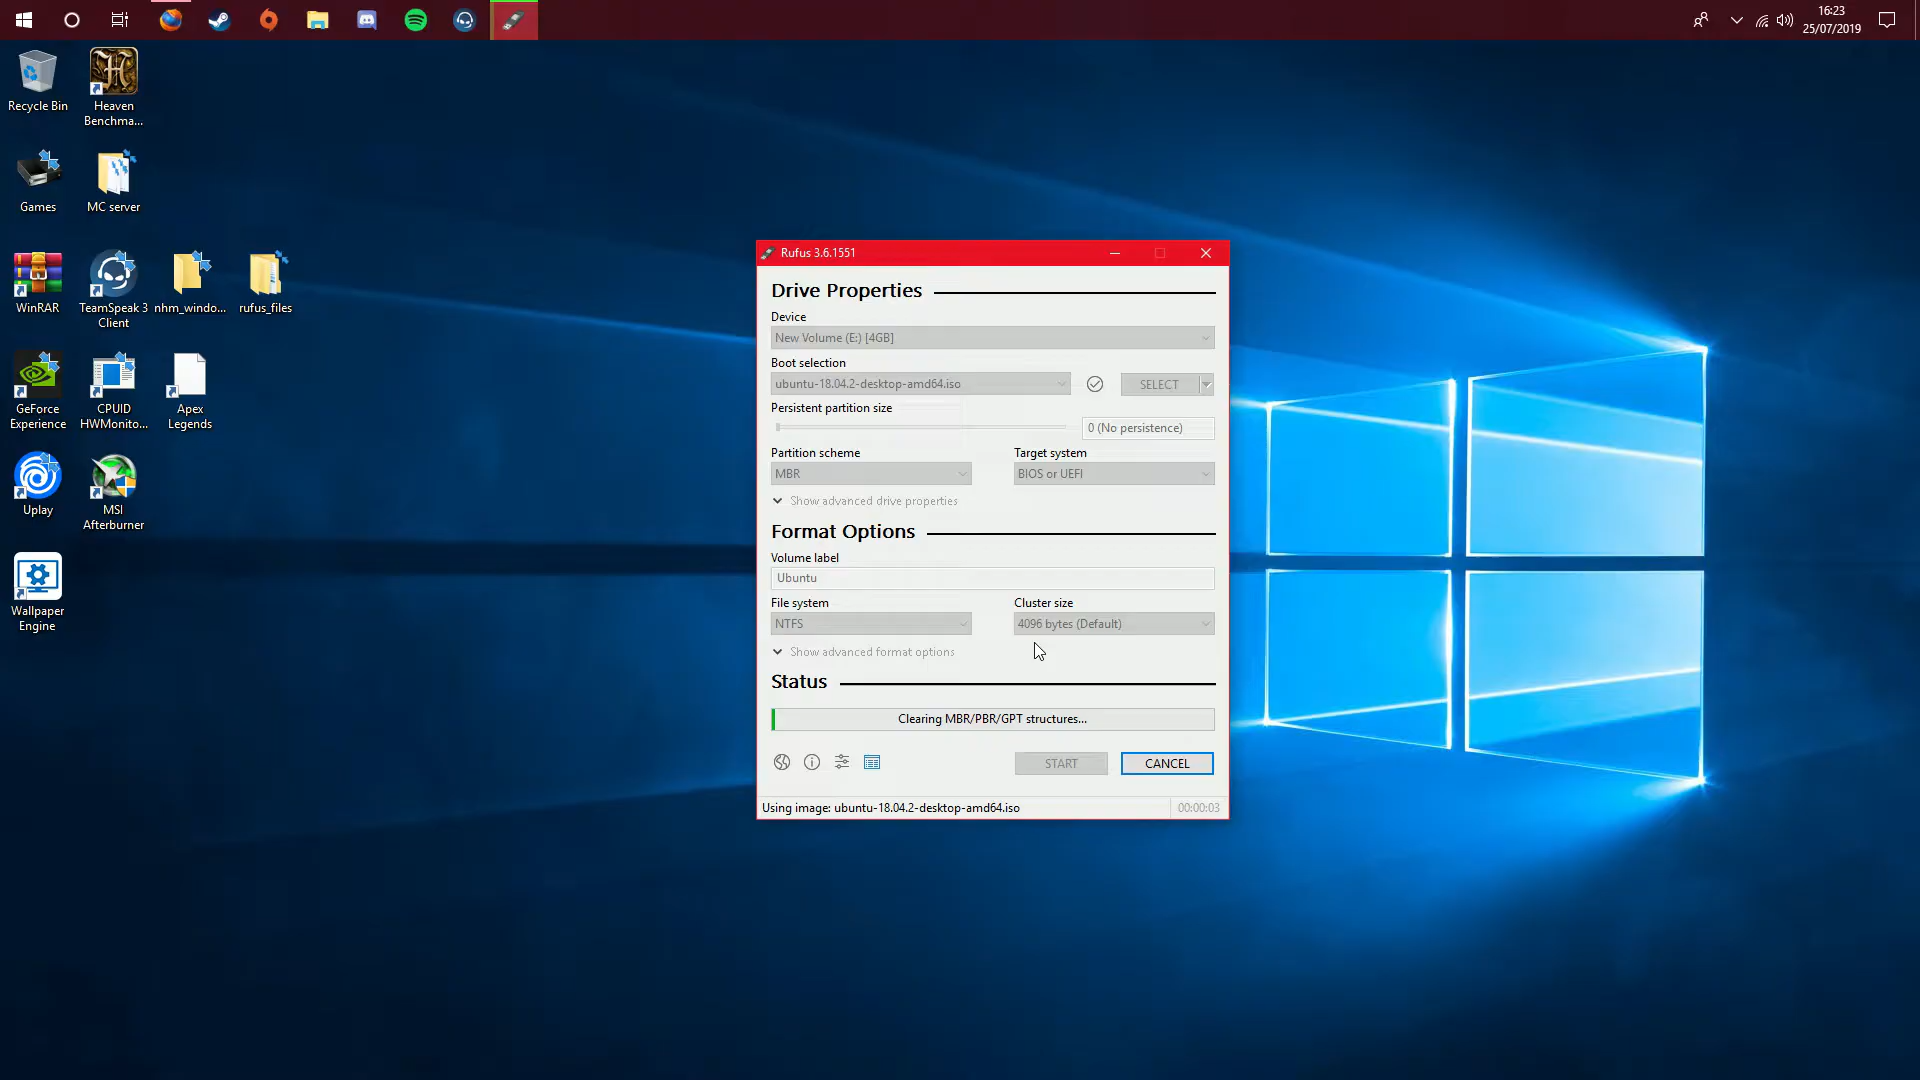 16:23
25/07/2019
Recycle Bin
Heaven
Benchma...
Games
MC server
WinRAR
TeamSpeak 3
Client
nhm_windo...
rufus_files
GeForce
Experience
CPUID
HWMonito...
Apex
Legends
Uplay
MSI
Afterburner
Wallpaper
Engine
Rufus 3.6.1551
Drive Properties
Device
New Volume (E:) [4GB]
Boot selection
ubuntu-18.04.2-desktop-amd64.iso
SELECT
Persistent partition size
0 (No persistence)
Partition scheme
Target system
MBR
BIOS or UEFI
Show advanced drive properties
Format Options
Volume label
Ubuntu
File system
Cluster size
NTFS
4096 bytes (Default)
Show advanced format options
Status
Clearing MBR/PBR/GPT structures...
START
CANCEL
Using image: ubuntu-18.04.2-desktop-amd64.iso
00:00:03